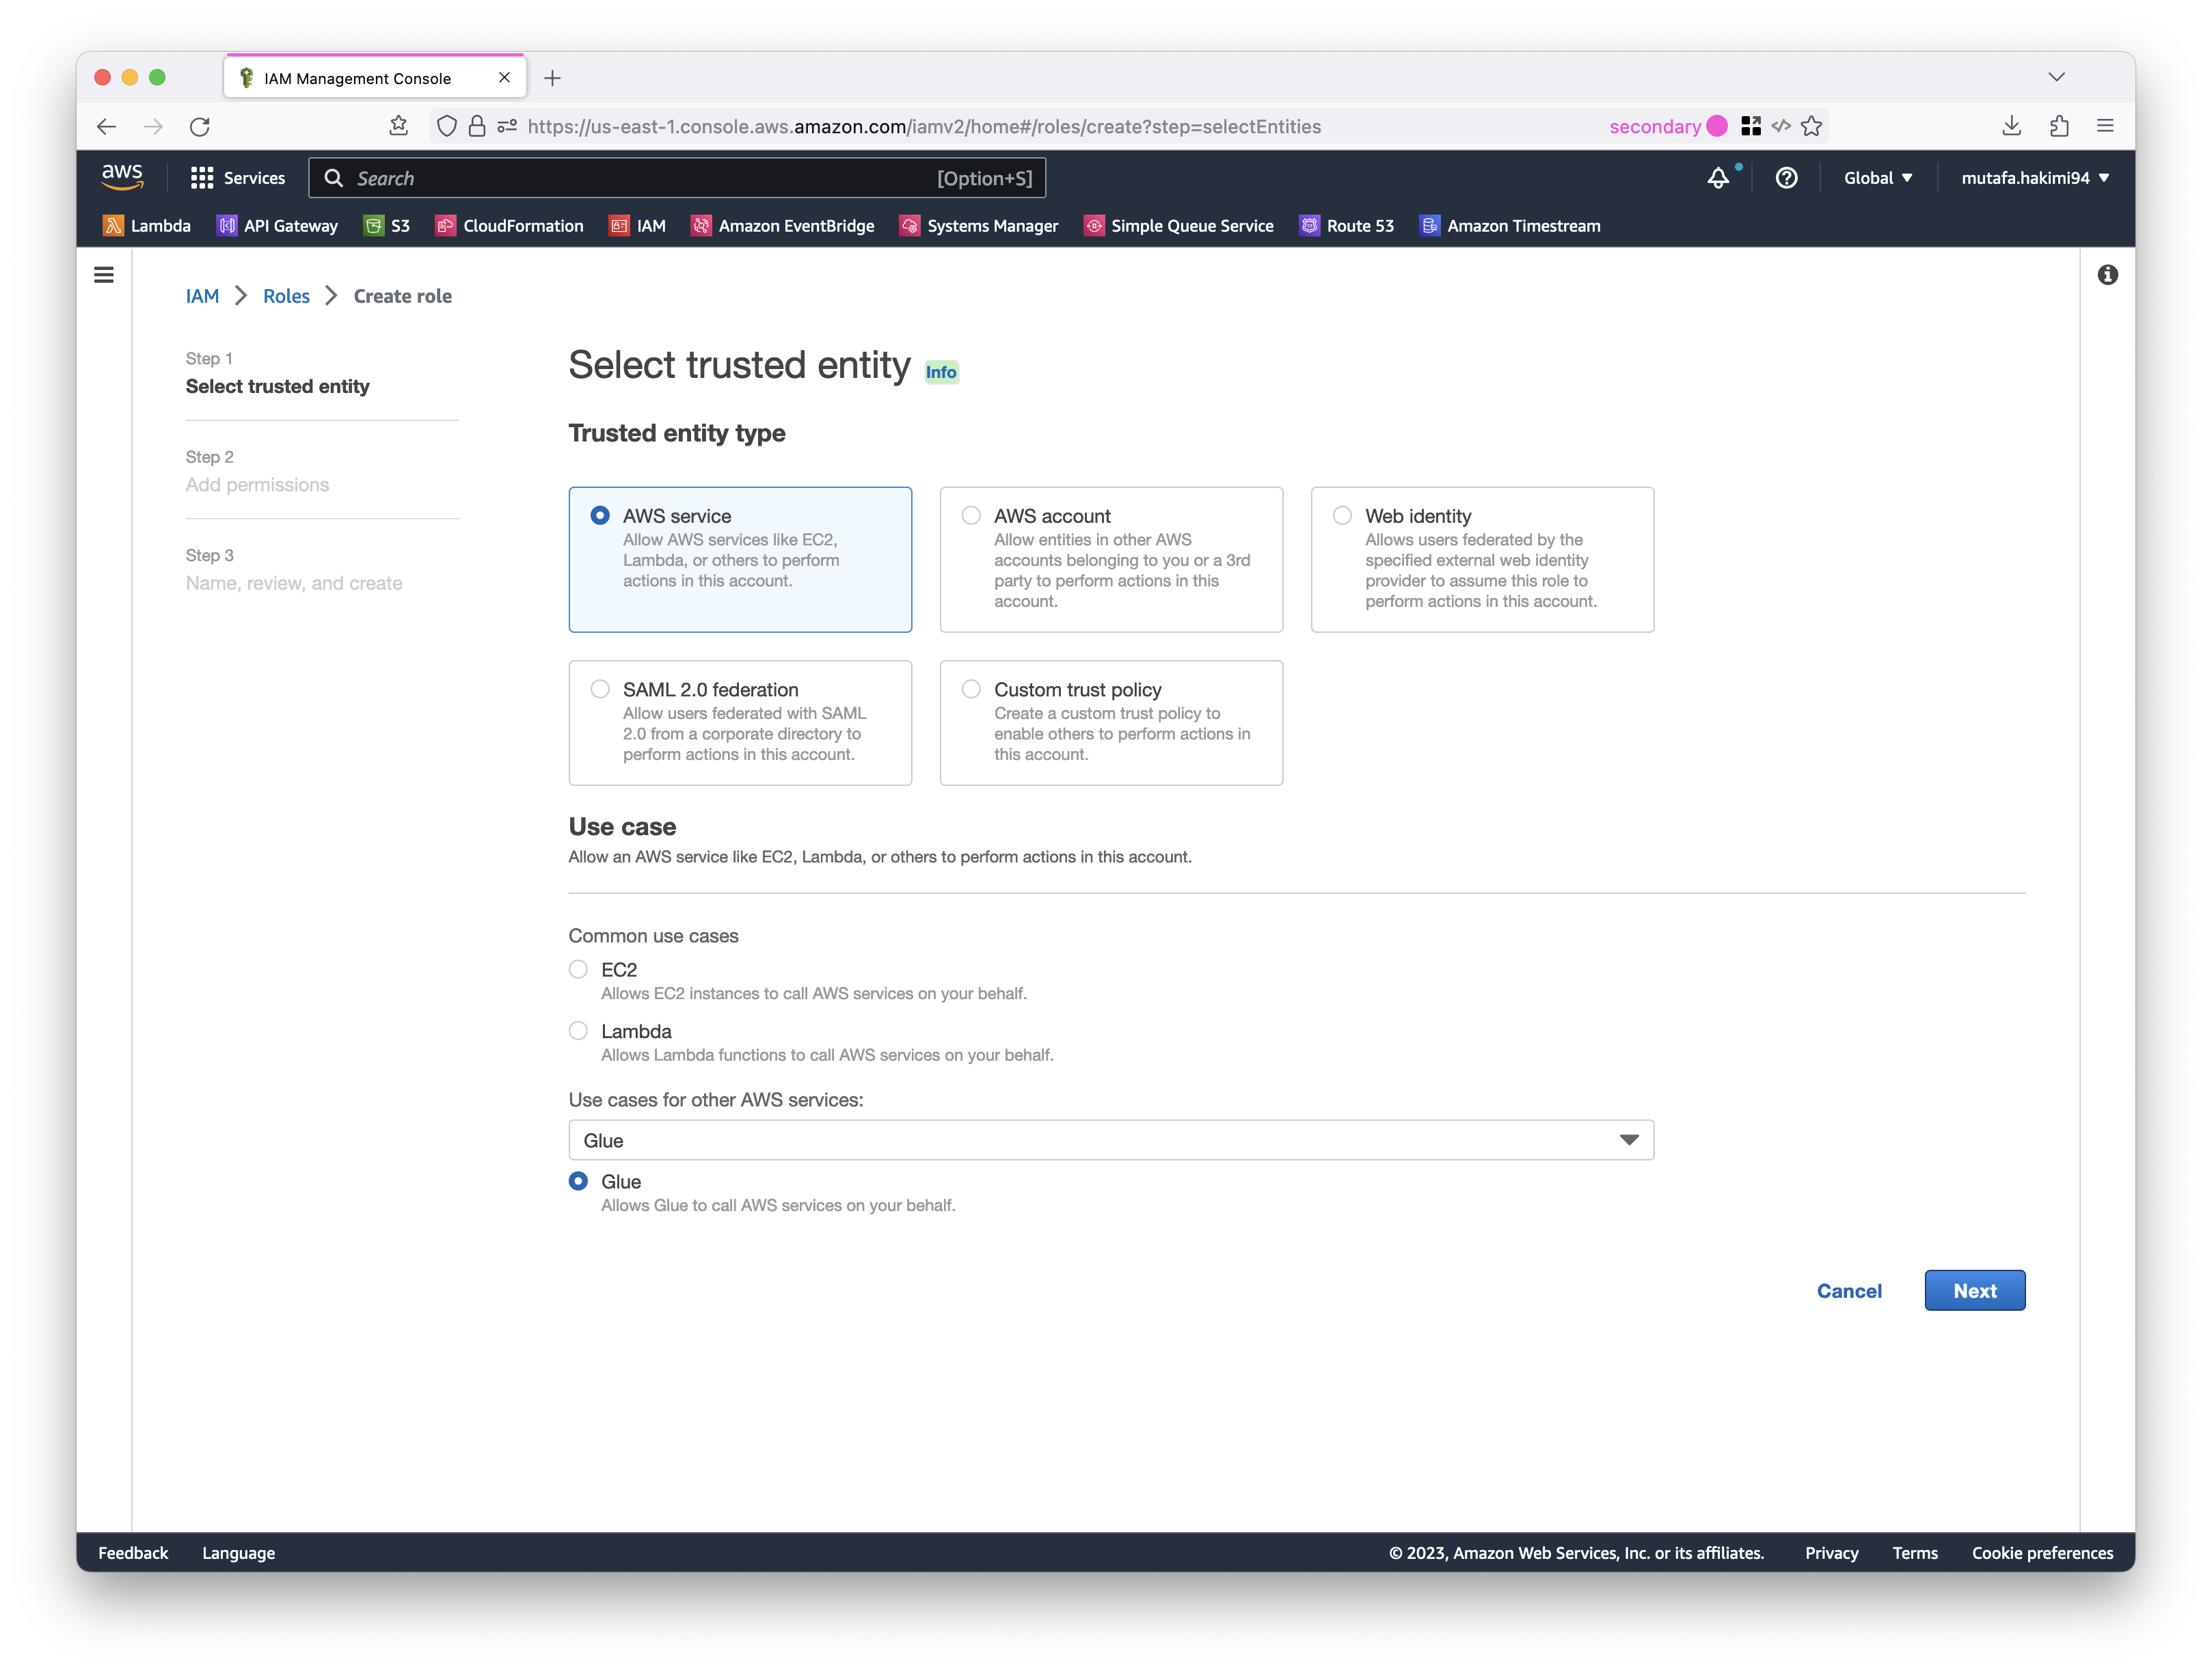 IAM Management Console
https://us-east-1.console.aws.amazon.com/iamv2/home#/roles/create?step=selectEntities
secondary
aws
Services
Search
[Option+S]
Global
mutafa.hakimi94
Lambda
API Gateway
S3
CloudFormation
IAM
Amazon EventBridge
Systems Manager
Simple Queue Service
Route 53
Amazon Timestream
IAM
Roles
Create role
Step 1
Select trusted entity
Step 2
Add permissions
Step 3
Name, review, and create
Select trusted entity Info
Trusted entity type
AWS service
Allow AWS services like EC2,
Lambda, or others to perform
actions in this account.
AWS account
Allow entities in other AWS
accounts belonging to you or a 3rd
party to perform actions in this
account.
Web identity
Allows users federated by the
specified external web identity
provider to assume this role to
perform actions in this account.
SAML 2.0 federation
Allow users federated with SAML
2.0 from a corporate directory to
perform actions in this account.
Custom trust policy
Create a custom trust policy to
enable others to perform actions in
this account.
Use case
Allow an AWS service like EC2, Lambda, or others to perform actions in this account.
Common use cases
EC2
Allows EC2 instances to call AWS services on your behalf.
Lambda
Allows Lambda functions to call AWS services on your behalf.
Use cases for other AWS services:
Glue
Glue
Allows Glue to call AWS services on your behalf.
Cancel
Next
Feedback
Language
© 2023, Amazon Web Services, Inc. or its affiliates.
Privacy
Terms
Cookie preferences